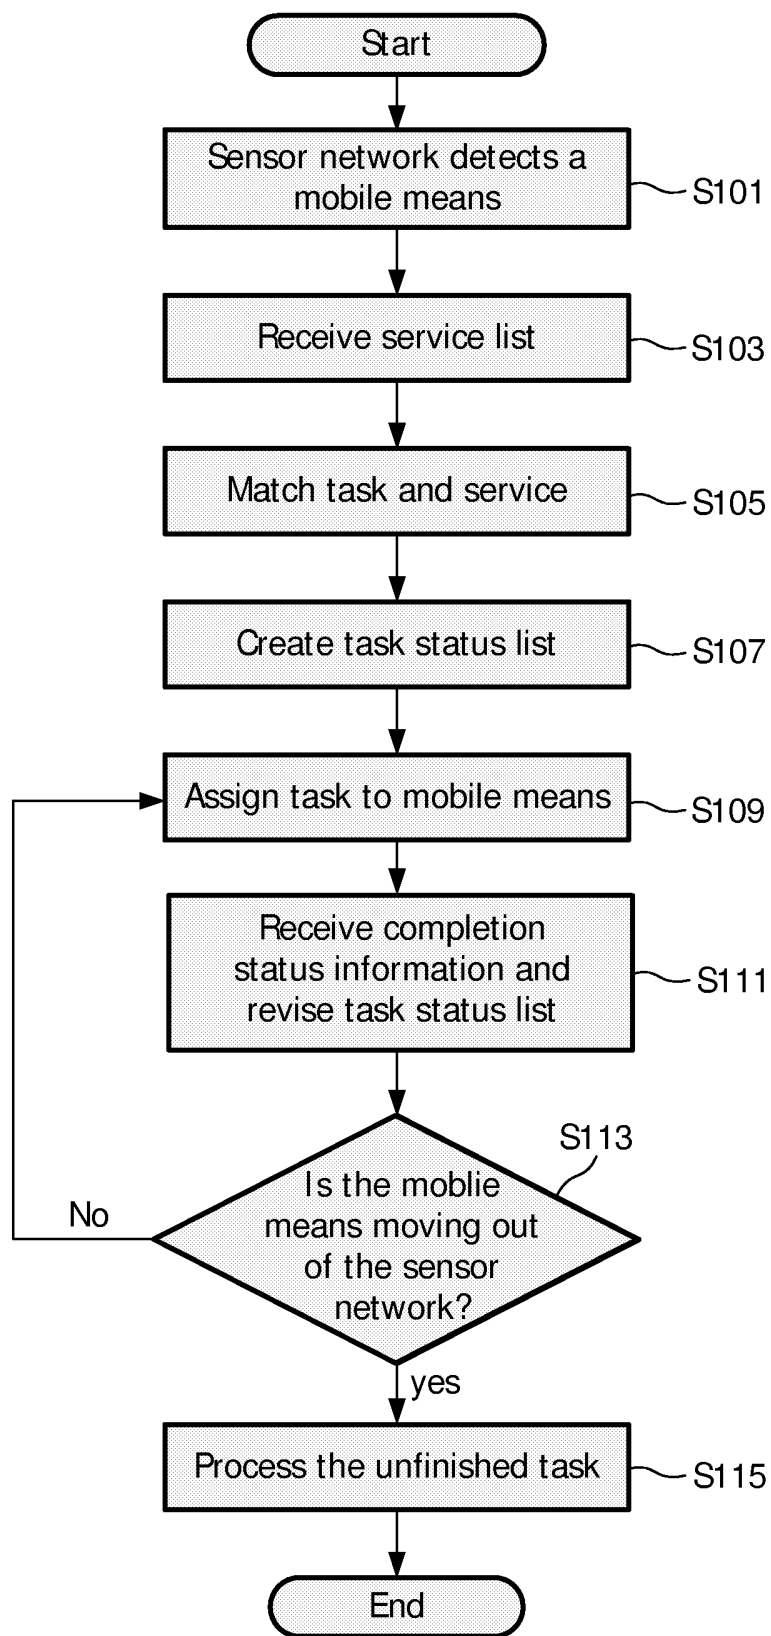 Start
Sensor network detects a
mobile means
S101
Receive service list
S103
Match task and service
S105
Create task status list
S107
Assign task to mobile means
S109
Receive completion
status information and
revise task status list
S111
S113
Is the moblie
means moving out
of the sensor
network?
No
yes
Process the unfinished task
S115
End